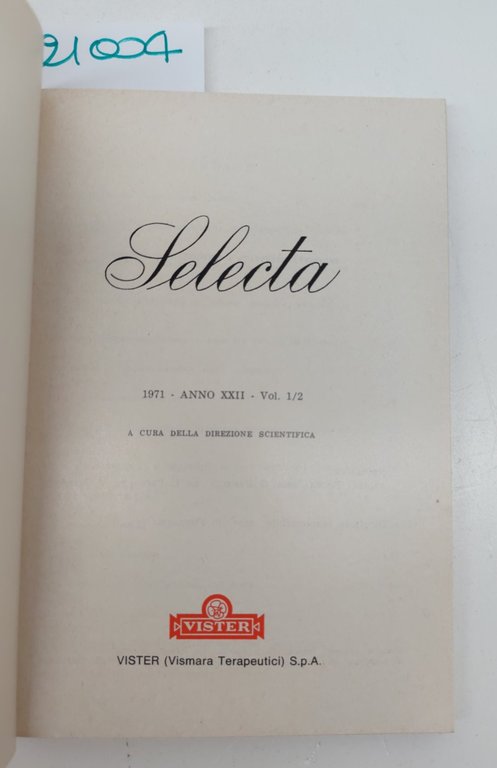 21004
Selecta
1971 - ANNO XXII - Vol. 1/2
A CURA DELLA DIREZIONE SCIENTIFICA
VISTER
VISTER (Vismara Terapeutici) S.p.A.